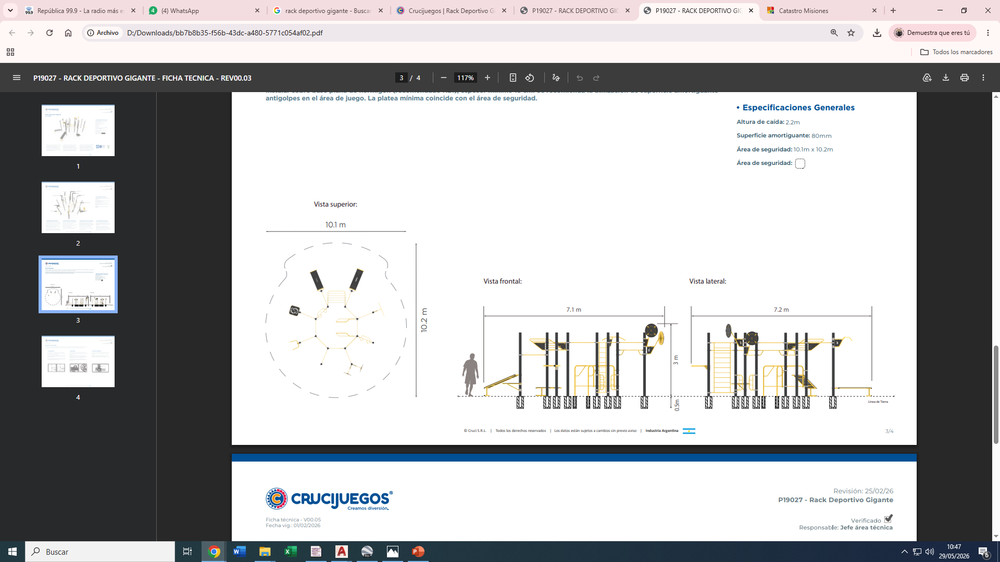 República 99.9 - La radio más e
(4) WhatsApp
rack deportivo gigante - Buscar
Crucijuegos | Rack Deportivo G
P19027 - RACK DEPORTIVO GIG
P19027 - RACK DEPORTIVO GIG
Catastro Misiones
Archivo
D:/Downloads/bb7b8b35-f56b-43dc-a480-5771c054af02.pdf
Demuestra que eres tú
Todos los marcadores
P19027 - RACK DEPORTIVO GIGANTE - FICHA TECNICA - REV00.03
3 / 4
117%
1
2
3
4
antigolpes en el área de juego. La platea mínima coincide con el área de seguridad.
• Especificaciones Generales
Altura de caída: 2.2m
Superficie amortiguante: 80mm
Área de seguridad: 10.1m x 10.2m
Área de seguridad:
Vista superior:
10.1 m
10.2 m
Vista frontal:
7.1 m
3 m
0.5m
Vista lateral:
7.2 m
Linea de Tierra
© Cruci S.R.L. | Todos los derechos reservados | Los datos están sujetos a cambios sin previo aviso | Industria Argentina
3/4
CRUCIJUEGOS®
Creamos diversión.
Ficha técnica - V00.05
Fecha vig.: 01/02/2026
Revisión: 25/02/26
P19027 - Rack Deportivo Gigante
Verificado
Responsable: Jefe área técnica
Buscar
10:47
29/05/2026
6